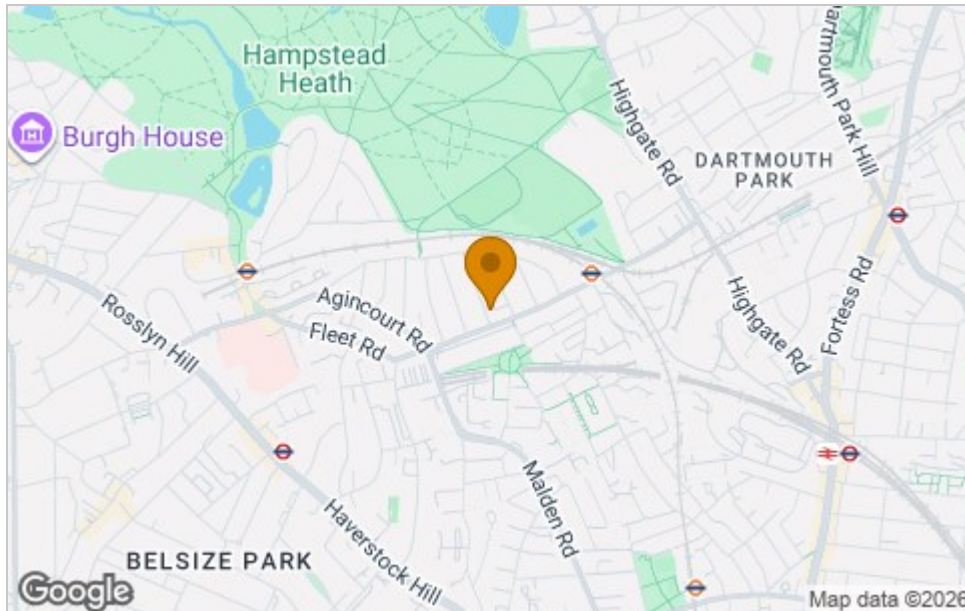 Hampstead
Heath
Burgh House
Highgate Rd
Dartmouth Park Hill
DARTMOUTH
PARK
Agincourt Rd
Fleet Rd
Rosslyn Hill
Highgate Rd
Fortess Rd
Malden Rd
Haverstock Hill
BELSIZE PARK
Google
Map data ©2026